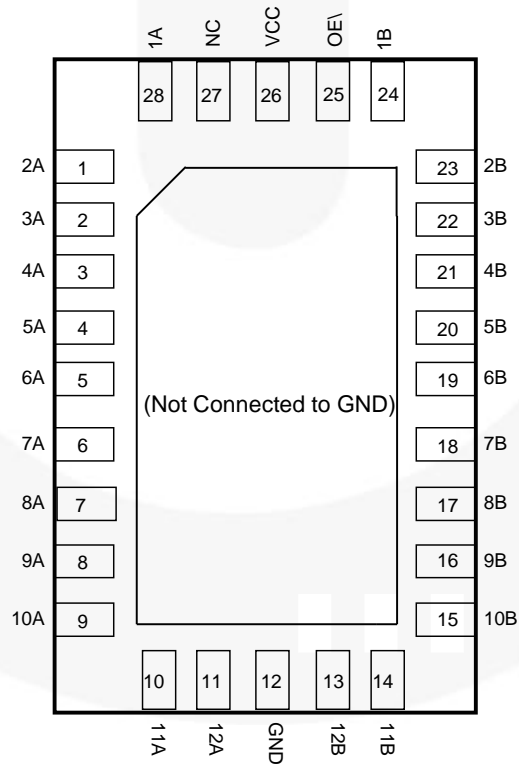 1A NC VCC OE\ 1B
28 27 26 25 24
2A 1 23 2B
3A 2 22 3B
4A 3 21 4B
5A 4 20 5B
6A 5 19 6B
(Not Connected to GND)
7A 6 18 7B
8A 7 17 8B
9A 8 16 9B
10A 9 15 10B
10 11 12 13 14
11A 12A GND 12B 11B